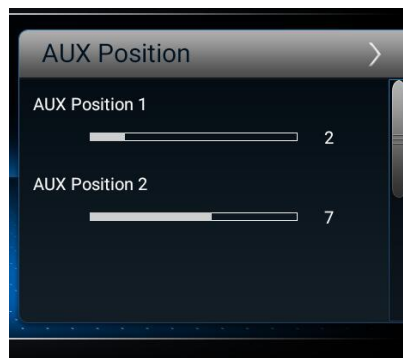 AUX Position
AUX Position 1
2
AUX Position 2
7